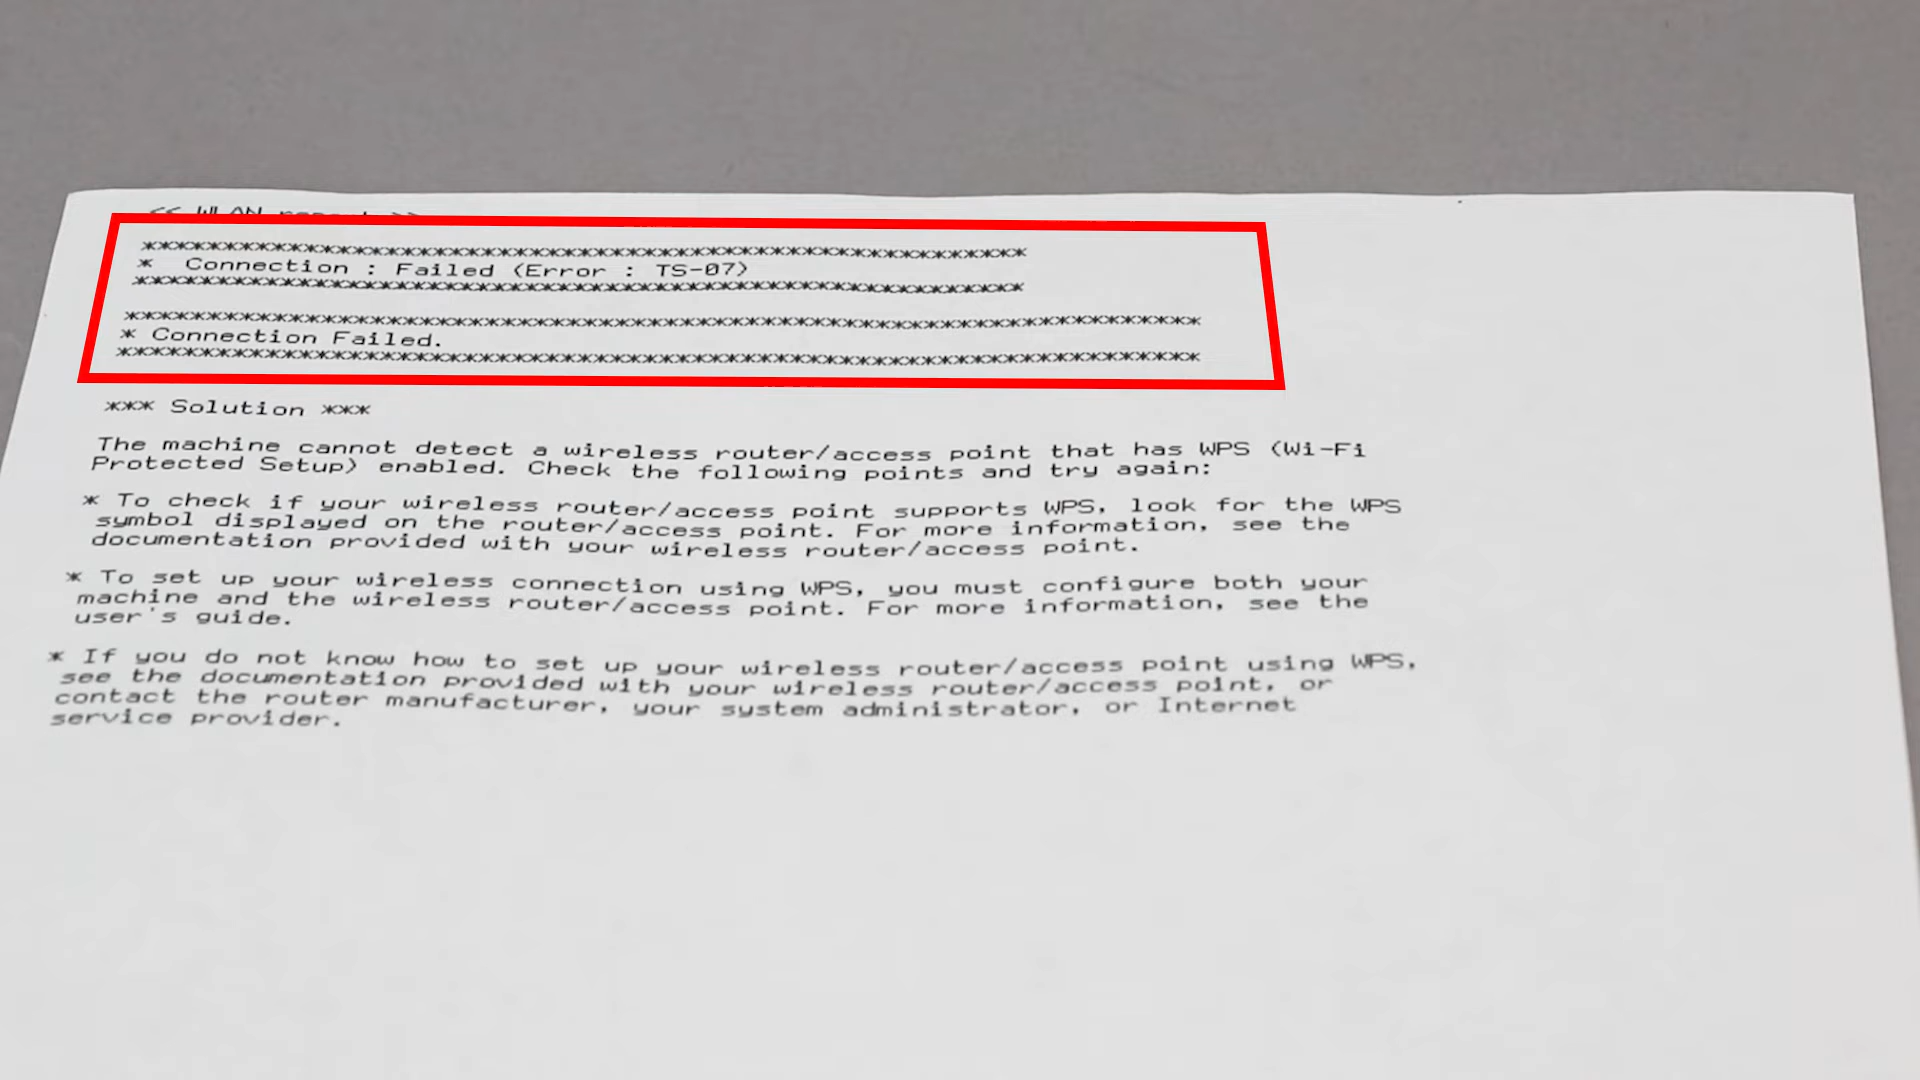 << WLAN report >>
*******************************************************
*  Connection : Failed (Error : TS-07)
*******************************************************
*******************************************************************
* Connection Failed.
*******************************************************************
*** Solution ***
The machine cannot detect a wireless router/access point that has WPS (Wi-Fi
Protected Setup) enabled. Check the following points and try again:
* To check if your wireless router/access point supports WPS, look for the WPS
symbol displayed on the router/access point. For more information, see the
documentation provided with your wireless router/access point.
* To set up your wireless connection using WPS, you must configure both your
machine and the wireless router/access point. For more information, see the
user's guide.
* If you do not know how to set up your wireless router/access point using WPS,
see the documentation provided with your wireless router/access point, or
contact the router manufacturer, your system administrator, or Internet
service provider.